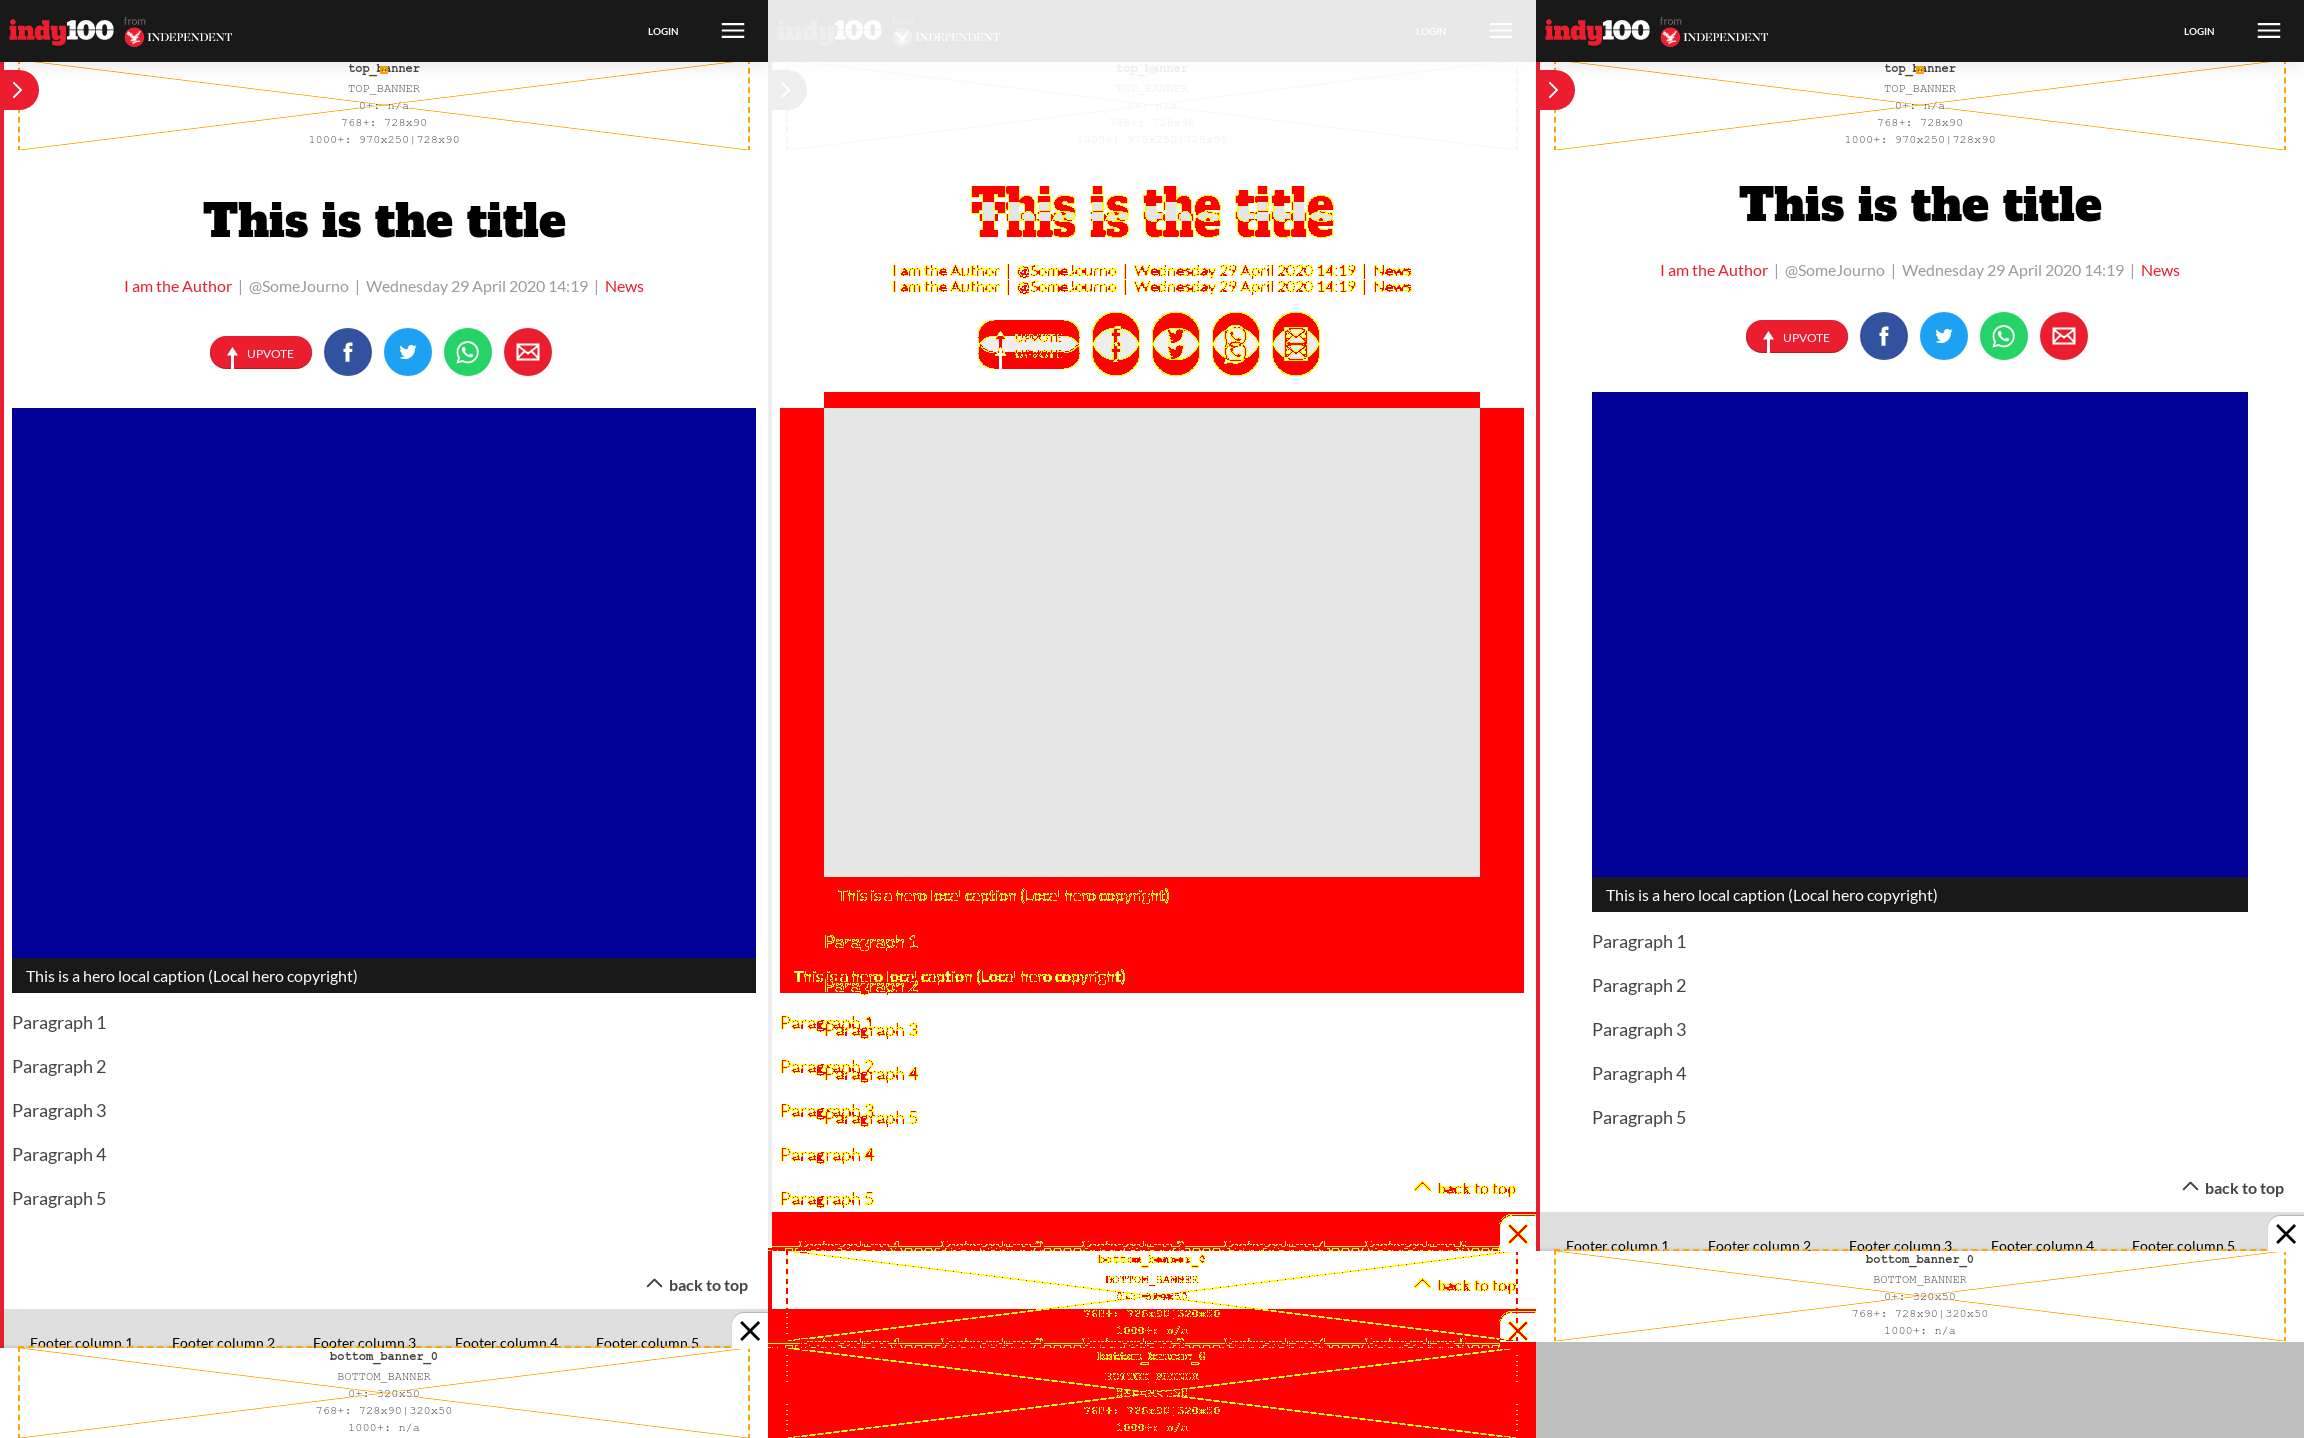 indy100 from INDEPENDENT LOGIN
top_banner
TOP_BANNER
0+: n/a
768+: 728x90
1000+: 970x250|728x90
This is the title
I am the Author | @SomeJourno | Wednesday 29 April 2020 14:19 | News
UPVOTE
This is a hero local caption (Local hero copyright)
Paragraph 1
Paragraph 2
Paragraph 3
Paragraph 4
Paragraph 5
back to top
Footer column 1 Footer column 2 Footer column 3 Footer column 4 Footer column 5
bottom_banner_0
BOTTOM_BANNER
0+: 320x50
768+: 728x90|320x50
1000+: n/a
indy100 from INDEPENDENT LOGIN
top_banner
TOP_BANNER
0+: n/a
768+: 728x90
1000+: 970x250|728x90
This is the title
I am the Author | @SomeJourno | Wednesday 29 April 2020 14:19 | News
I am the Author | @SomeJourno | Wednesday 29 April 2020 14:19 | News
This is a hero local caption (Local hero copyright)
Paragraph 1
This is a hero local caption (Local hero copyright)
Paragraph 2
Paragraph 1
Paragraph 3
Paragraph 2
Paragraph 4
Paragraph 3
Paragraph 5
Paragraph 4
back to top
Paragraph 5
bottom_banner_0
BOTTOM_BANNER
back to top
0+: 320x50
768+: 728x90|320x50
1000+: n/a
bottom_banner_0
BOTTOM_BANNER
0+: 320x50
768+: 728x90|320x50
1000+: n/a
indy100 from INDEPENDENT LOGIN
top_banner
TOP_BANNER
0+: n/a
768+: 728x90
1000+: 970x250|728x90
This is the title
I am the Author | @SomeJourno | Wednesday 29 April 2020 14:19 | News
UPVOTE
This is a hero local caption (Local hero copyright)
Paragraph 1
Paragraph 2
Paragraph 3
Paragraph 4
Paragraph 5
back to top
Footer column 1 Footer column 2 Footer column 3 Footer column 4 Footer column 5
bottom_banner_0
BOTTOM_BANNER
0+: 320x50
768+: 728x90|320x50
1000+: n/a